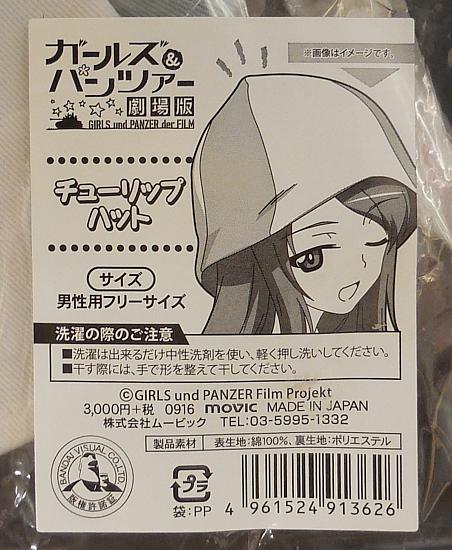 ※画像はイメージです。
ガールズ&
パンツァー
劇場版
GIRLS und PANZER der FILM
チューリップ
ハット
サイズ
男性用フリーサイズ
洗濯の際のご注意
■洗濯は出来るだけ中性洗剤を使い、軽く押し洗いしてください。
■干す際には、手で形を整えて干してください。
©GIRLS und PANZER Film Projekt
3,000円+税 0916 movic MADE IN JAPAN
株式会社ムービック TEL:03-5995-1332
製品素材 表生地:綿100%、裏生地:ポリエステル
BANDAI VISUAL CO.,LTD.
版権許諾証
プラ
袋:PP
4 961524 913626